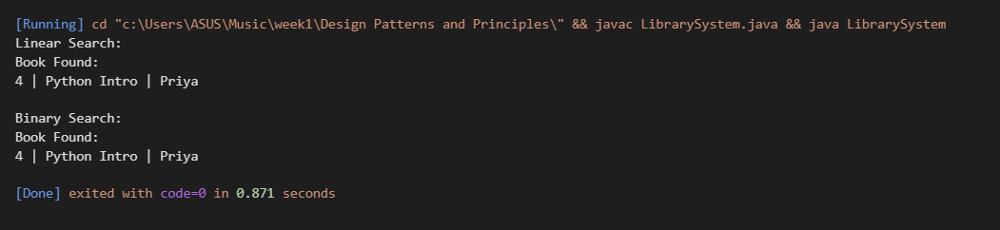 [Running] cd "c:\Users\ASUS\Music\week1\Design Patterns and Principles\" && javac LibrarySystem.java && java LibrarySystem
Linear Search:
Book Found:
4 | Python Intro | Priya

Binary Search:
Book Found:
4 | Python Intro | Priya

[Done] exited with code=0 in 0.871 seconds